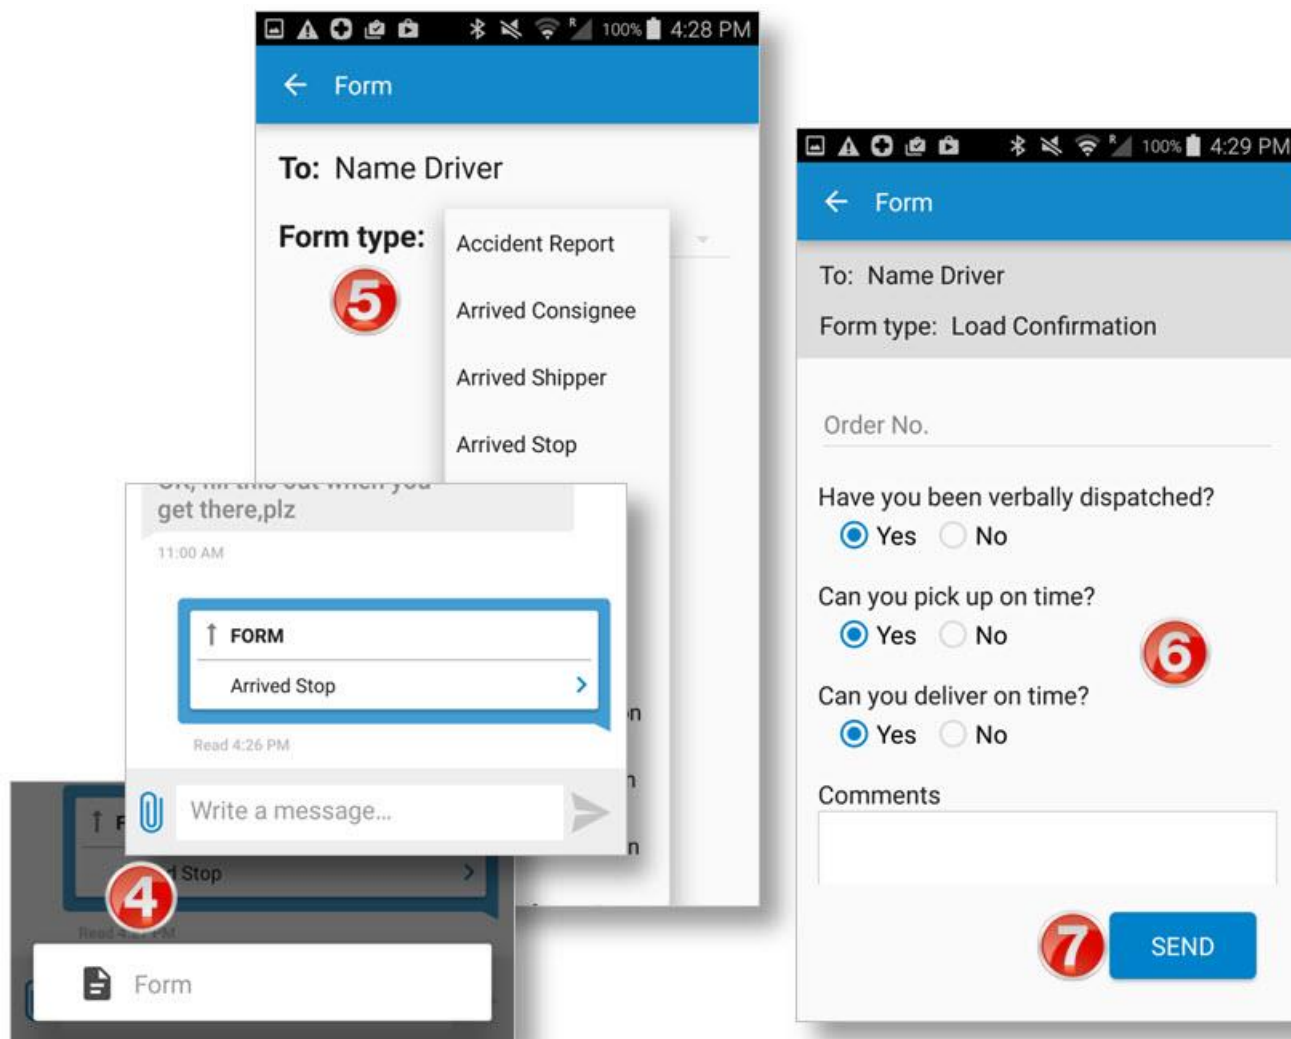 100% 4:28 PM
Form
To: Name Driver
Form type:
5
Accident Report
Arrived Consignee
Arrived Shipper
Arrived Stop
get there,plz
11:00 AM
FORM
Arrived Stop
Read 4:26 PM
Write a message...
4
Stop
Form
R 100% 4:29 PM
Form
To: Name Driver
Form type: Load Confirmation
Order No.
Have you been verbally dispatched?
Yes No
Can you pick up on time?
Yes No
6
Can you deliver on time?
Yes No
Comments
7
SEND